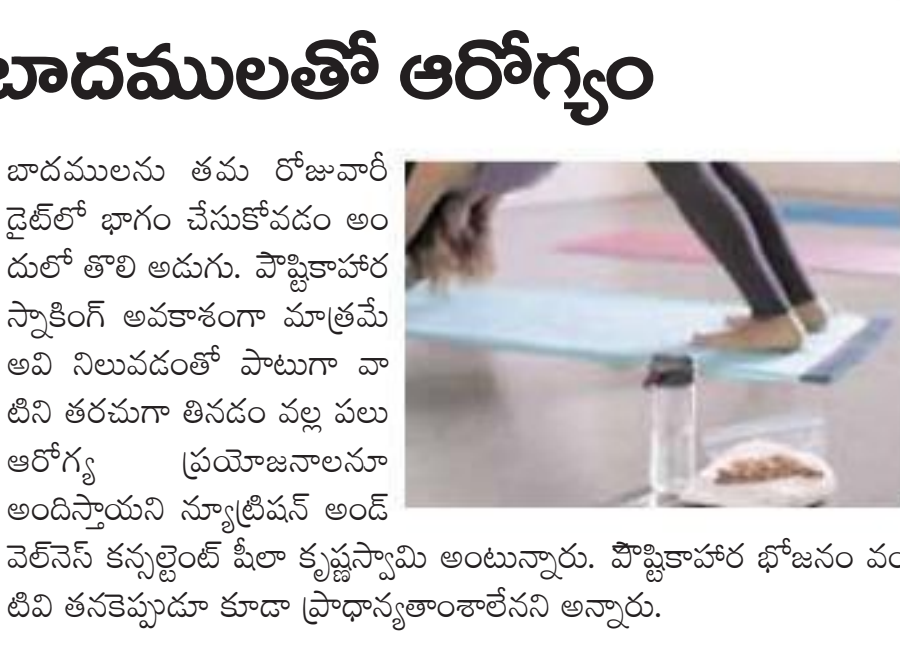 బాదములతో ఆరోగ్యం
బాదములను తమ రోజువారీ
డైట్‌లో భాగం చేసుకోవడం అం
దులో తొలి అడుగు. పౌష్టికాహార
స్నాకింగ్ అవకాశంగా మాత్రమే
అవి నిలువడంతో పాటుగా వా
టిని తరచుగా తినడం వల్ల పలు
ఆరోగ్య ప్రయోజనాలనూ
అందిస్తాయని న్యూట్రిషన్ అండ్
వెల్‌నెస్ కన్సల్టెంట్ షీలా కృష్ణస్వామి అంటున్నారు. పౌష్టికాహార భోజనం వం
టివి తనకెప్పుడూ కూడా ప్రాధాన్యతాంశాలేనని అన్నారు.